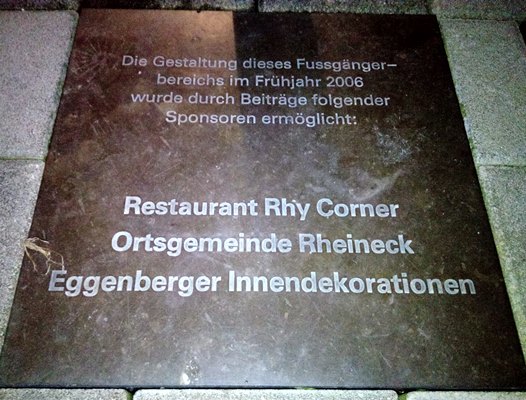 Die Gestaltung dieses Fussgänger–
bereichs im Frühjahr 2006
wurde durch Beiträge folgender
Sponsoren ermöglicht:
Restaurant Rhy Corner
Ortsgemeinde Rheineck
Eggenberger Innendekorationen